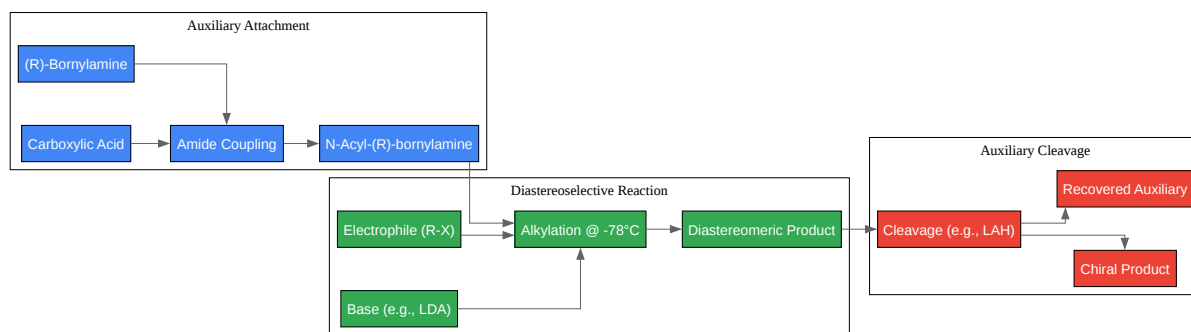 Auxiliary Attachment
(R)-Bornylamine
Carboxylic Acid
Amide Coupling
N-Acyl-(R)-bornylamine
Diastereoselective Reaction
Electrophile (R-X)
Alkylation @ -78°C
Diastereomeric Product
Base (e.g., LDA)
Auxiliary Cleavage
Recovered Auxiliary
Cleavage (e.g., LAH)
Chiral Product